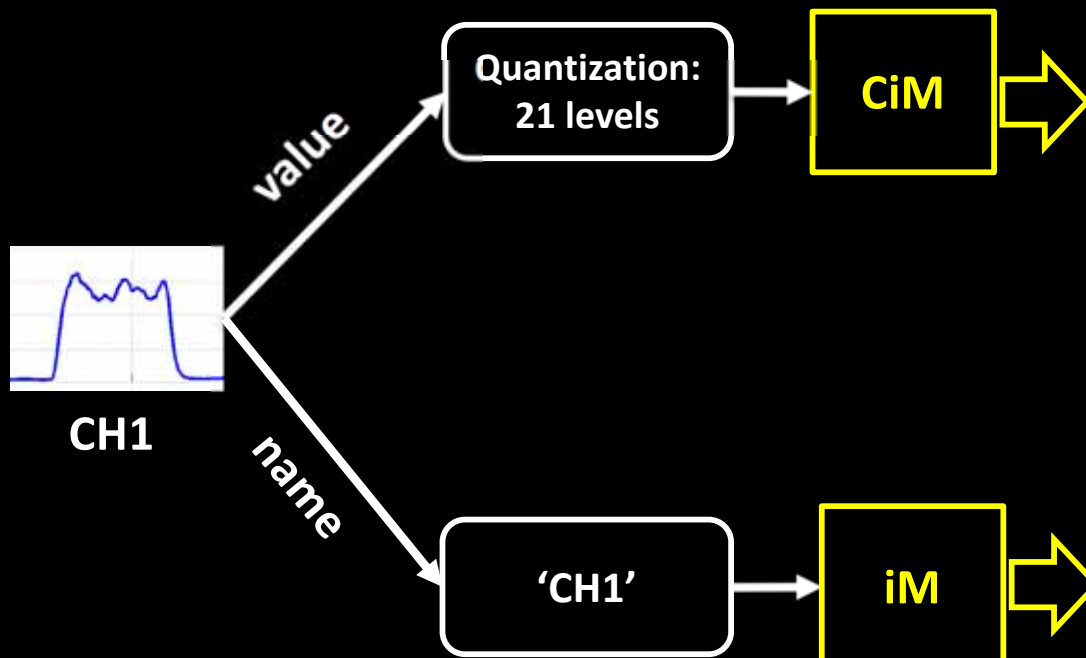 Quantization:
21 levels
CiM
value
CH1
name
‘CH1’
iM